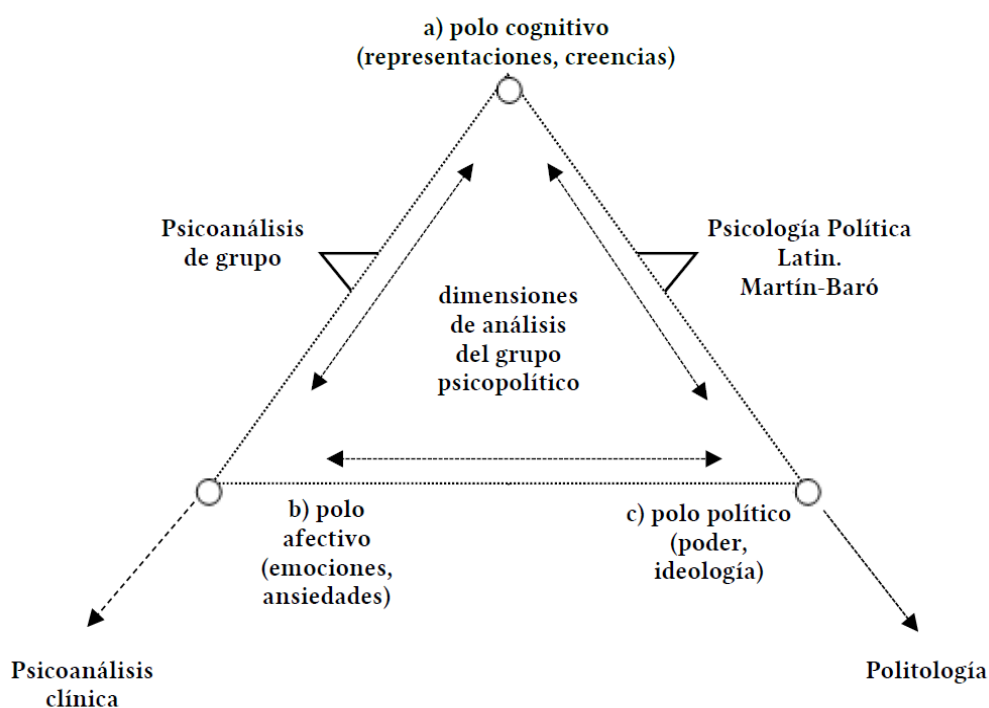 a) polo cognitivo
(representaciones, creencias)
Psicoanálisis
de grupo
Psicología Política
Latin.
Martín-Baró
dimensiones
de análisis
del grupo
psicopolítico
b) polo
afectivo
(emociones,
ansiedades)
c) polo político
(poder,
ideología)
Psicoanálisis
clínica
Politología